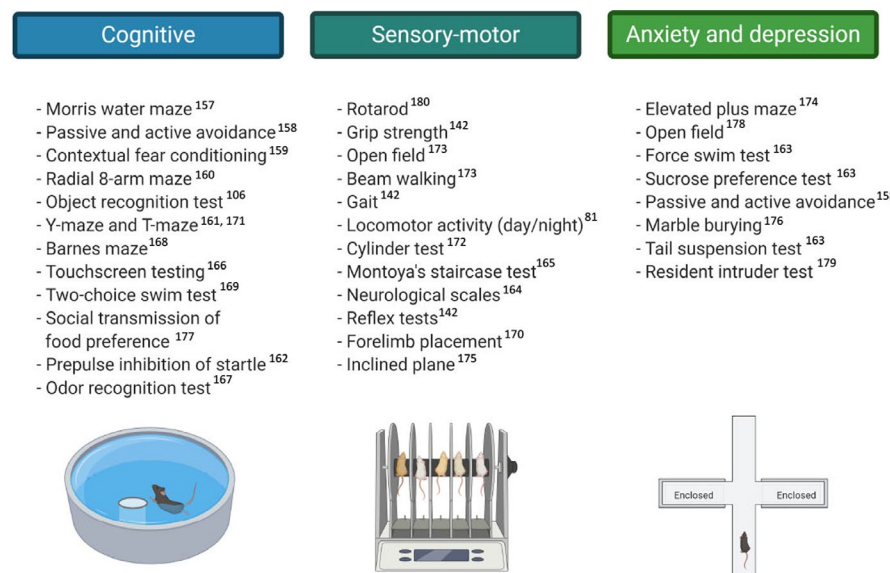 Cognitive
- Morris water maze 157
- Passive and active avoidance 158
- Contextual fear conditioning 159
- Radial 8-arm maze 160
- Object recognition test 106
- Y-maze and T-maze 161, 171
- Barnes maze 168
- Touchscreen testing 166
- Two-choice swim test 169
- Social transmission of
food preference 177
- Prepulse inhibition of startle 162
- Odor recognition test 167
Sensory-motor
- Rotarod 180
- Grip strength 142
- Open field 173
- Beam walking 173
- Gait 142
- Locomotor activity (day/night) 81
- Cylinder test 172
- Montoya's staircase test 165
- Neurological scales 164
- Reflex tests 142
- Forelimb placement 170
- Inclined plane 175
Anxiety and depression
- Elevated plus maze 174
- Open field 178
- Force swim test 163
- Sucrose preference test 163
- Passive and active avoidance
- Marble burying 176
- Tail suspension test 163
- Resident intruder test 179
Enclosed
Enclosed